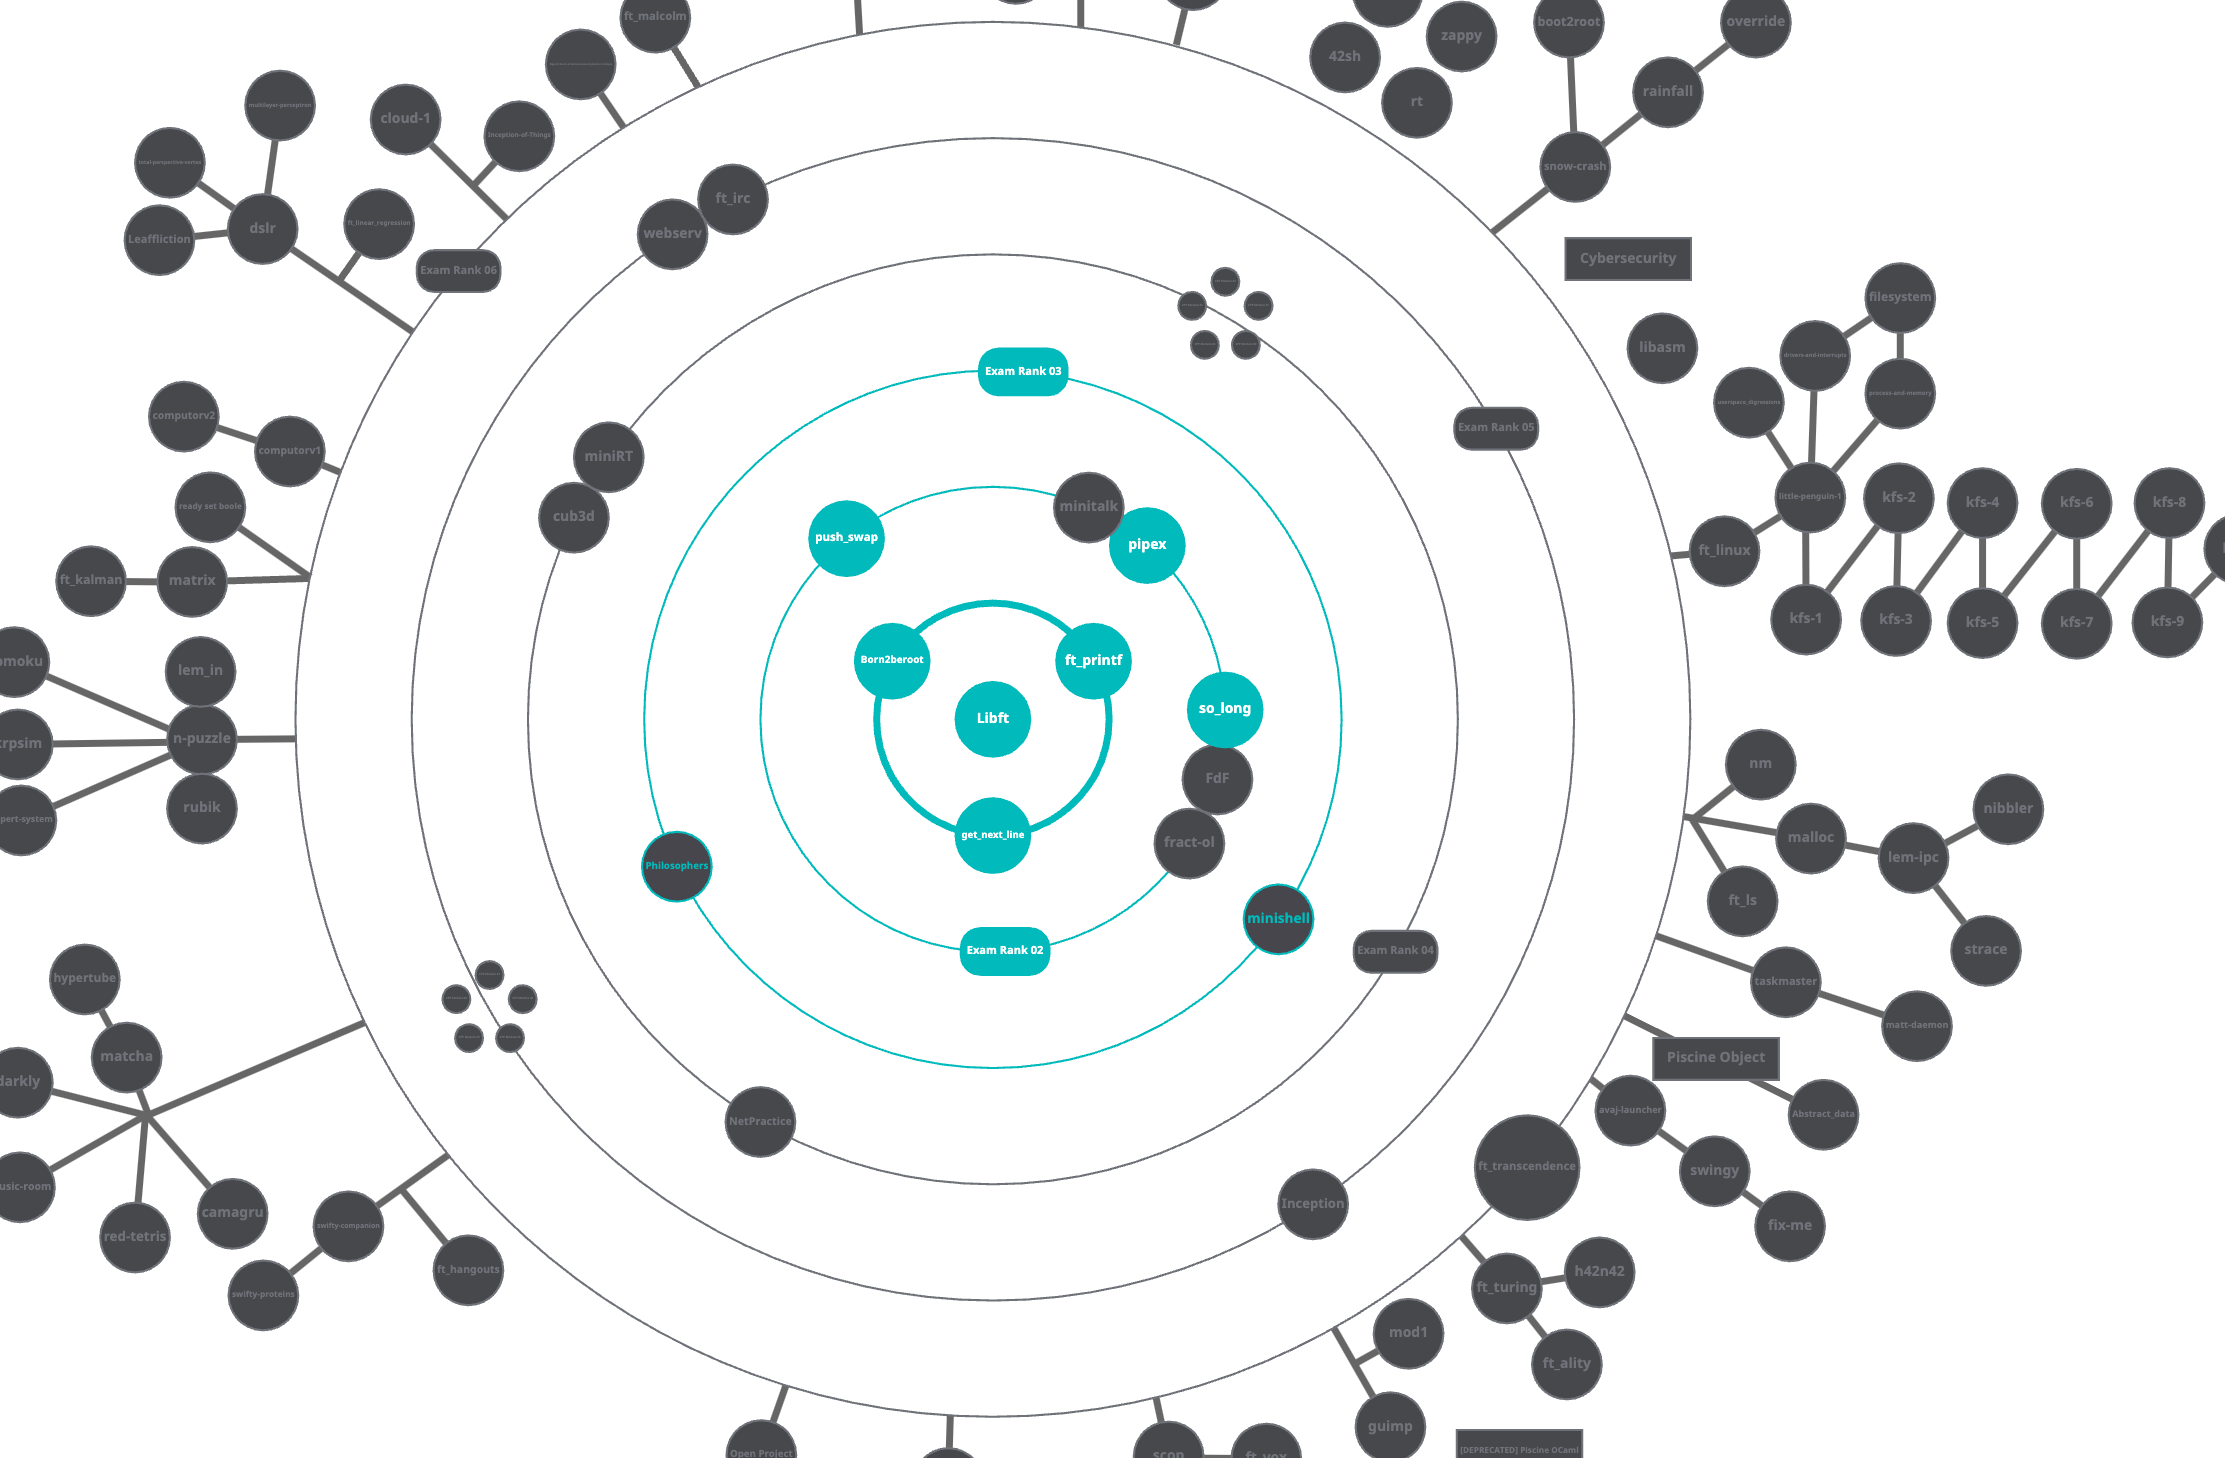 ft_malcolm
42sh
zappy
rt
boot2root
override
rainfall
snow-crash
multilayer-perceptron
total-perspective-vortex
cloud-1
Inception-of-Things
Leaffliction
dslr
ft_linear_regression
Exam Rank 06
webserv
ft_irc
Cybersecurity
libasm
filesystem
drivers-and-interrupts
userspace_digressions
process-and-memory
Exam Rank 03
Exam Rank 05
computorv2
computorv1
miniRT
cub3d
ready set boole
ft_kalman
matrix
push_swap
minitalk
pipex
little-penguin-1
ft_linux
kfs-2
kfs-4
kfs-6
kfs-8
kfs-1
kfs-3
kfs-5
kfs-7
kfs-9
omoku
lem_in
krpsim
n-puzzle
pert-system
rubik
Born2beroot
ft_printf
Libft
so_long
FdF
get_next_line
fract-ol
Philosophers
minishell
Exam Rank 02
Exam Rank 04
nm
nibbler
malloc
lem-ipc
ft_ls
strace
taskmaster
matt-daemon
hypertube
matcha
darkly
usic-room
red-tetris
camagru
swifty-companion
swifty-proteins
ft_hangouts
NetPractice
Inception
Piscine Object
Abstract_data
avaj-launcher
swingy
fix-me
ft_transcendence
ft_turing
h42n42
ft_ality
mod1
guimp
Open Project
scop
ft_vox
[DEPRECATED] Piscine OCaml